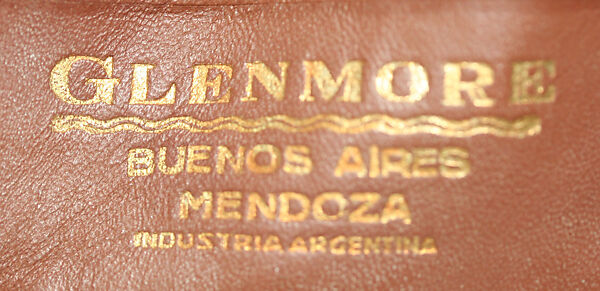 GLENMORE
BUENOS AIRES
MENDOZA
INDUSTRIA ARGENTINA